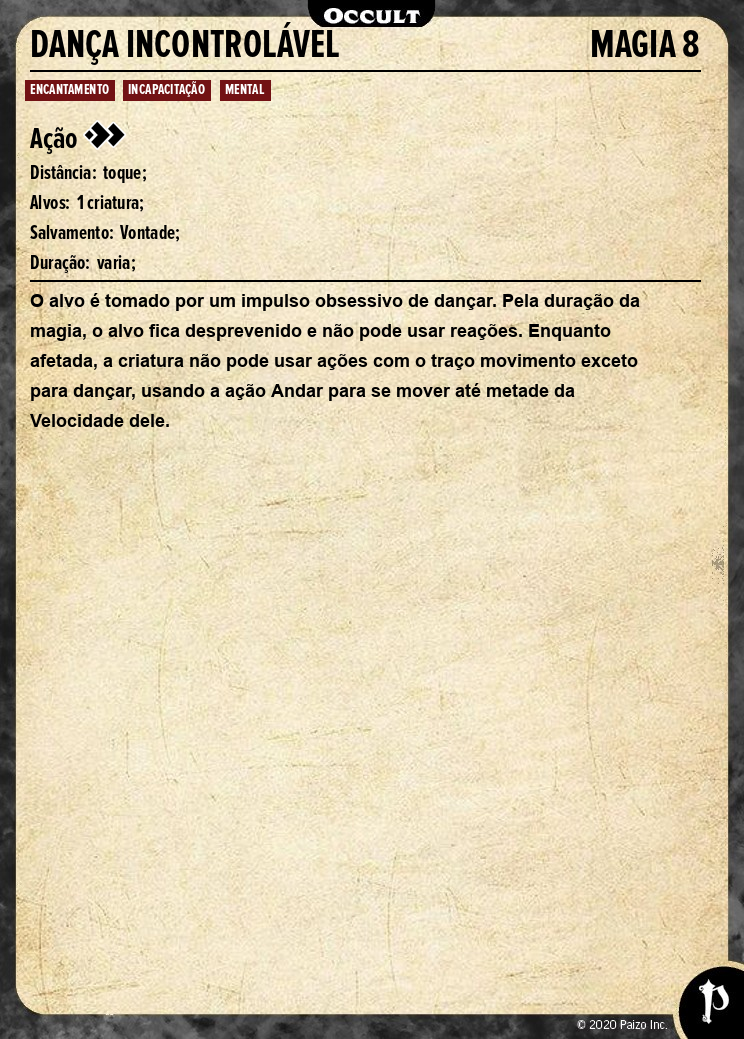 Occult
DANÇA INCONTROLÁVEL MAGIA 8
ENCANTAMENTO INCAPACITAÇÃO MENTAL
Ação
Distância: toque;
Alvos: 1 criatura;
Salvamento: Vontade;
Duração: varia;
O alvo é tomado por um impulso obsessivo de dançar. Pela duração da
magia, o alvo fica desprevenido e não pode usar reações. Enquanto
afetada, a criatura não pode usar ações com o traço movimento exceto
para dançar, usando a ação Andar para se mover até metade da
Velocidade dele.
© 2020 Paizo Inc.
P